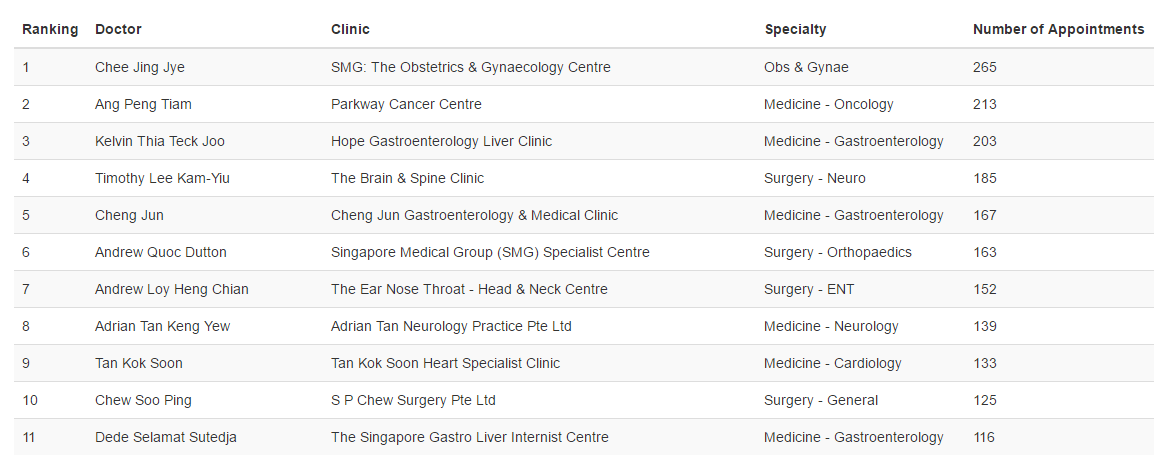 Ranking Doctor Clinic Specialty Number of Appointments
1 Chee Jing Jye SMG: The Obstetrics & Gynaecology Centre Obs & Gynae 265
2 Ang Peng Tiam Parkway Cancer Centre Medicine - Oncology 213
3 Kelvin Thia Teck Joo Hope Gastroenterology Liver Clinic Medicine - Gastroenterology 203
4 Timothy Lee Kam-Yiu The Brain & Spine Clinic Surgery - Neuro 185
5 Cheng Jun Cheng Jun Gastroenterology & Medical Clinic Medicine - Gastroenterology 167
6 Andrew Quoc Dutton Singapore Medical Group (SMG) Specialist Centre Surgery - Orthopaedics 163
7 Andrew Loy Heng Chian The Ear Nose Throat - Head & Neck Centre Surgery - ENT 152
8 Adrian Tan Keng Yew Adrian Tan Neurology Practice Pte Ltd Medicine - Neurology 139
9 Tan Kok Soon Tan Kok Soon Heart Specialist Clinic Medicine - Cardiology 133
10 Chew Soo Ping S P Chew Surgery Pte Ltd Surgery - General 125
11 Dede Selamat Sutedja The Singapore Gastro Liver Internist Centre Medicine - Gastroenterology 116